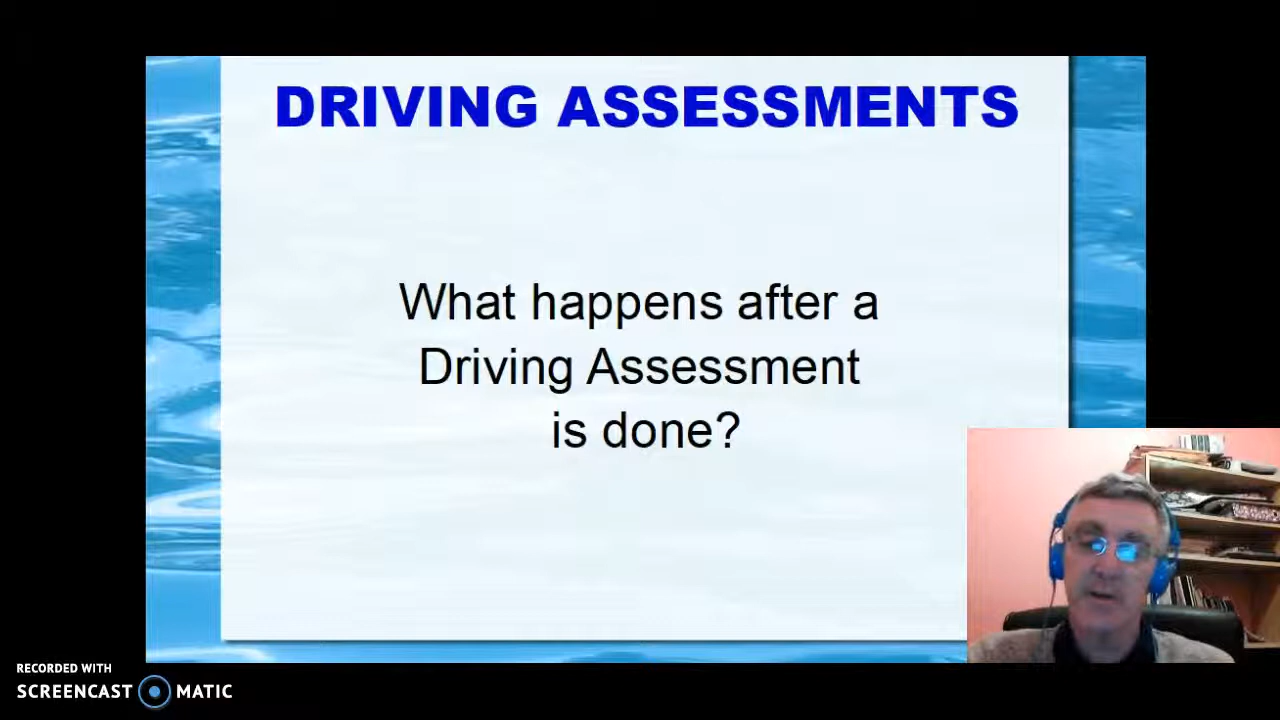 DRIVING ASSESSMENTS
What happens after a
Driving Assessment
is done?
RECORDED WITH
SCREENCAST MATIC